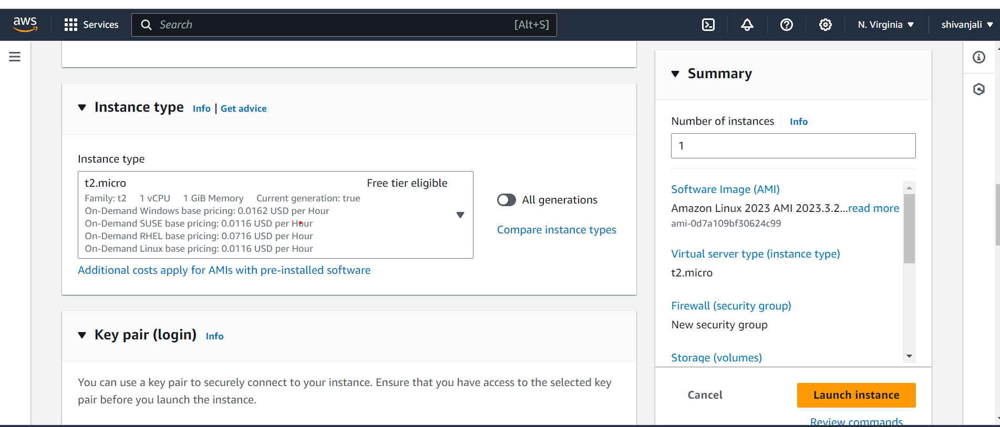 aws Services Search [Alt+S] N. Virginia shivanjali
Instance type Info | Get advice
Instance type
t2.micro Free tier eligible
Family: t2 1 vCPU 1 GiB Memory Current generation: true
On-Demand Windows base pricing: 0.0162 USD per Hour
On-Demand SUSE base pricing: 0.0116 USD per Hour
On-Demand RHEL base pricing: 0.0716 USD per Hour
On-Demand Linux base pricing: 0.0116 USD per Hour
All generations
Compare instance types
Additional costs apply for AMIs with pre-installed software
Key pair (login) Info
You can use a key pair to securely connect to your instance. Ensure that you have access to the selected key
pair before you launch the instance.
Summary
Number of instances Info
1
Software Image (AMI)
Amazon Linux 2023 AMI 2023.3.2...read more
ami-0d7a109bf30624c99
Virtual server type (instance type)
t2.micro
Firewall (security group)
New security group
Storage (volumes)
Cancel Launch instance
Review commands